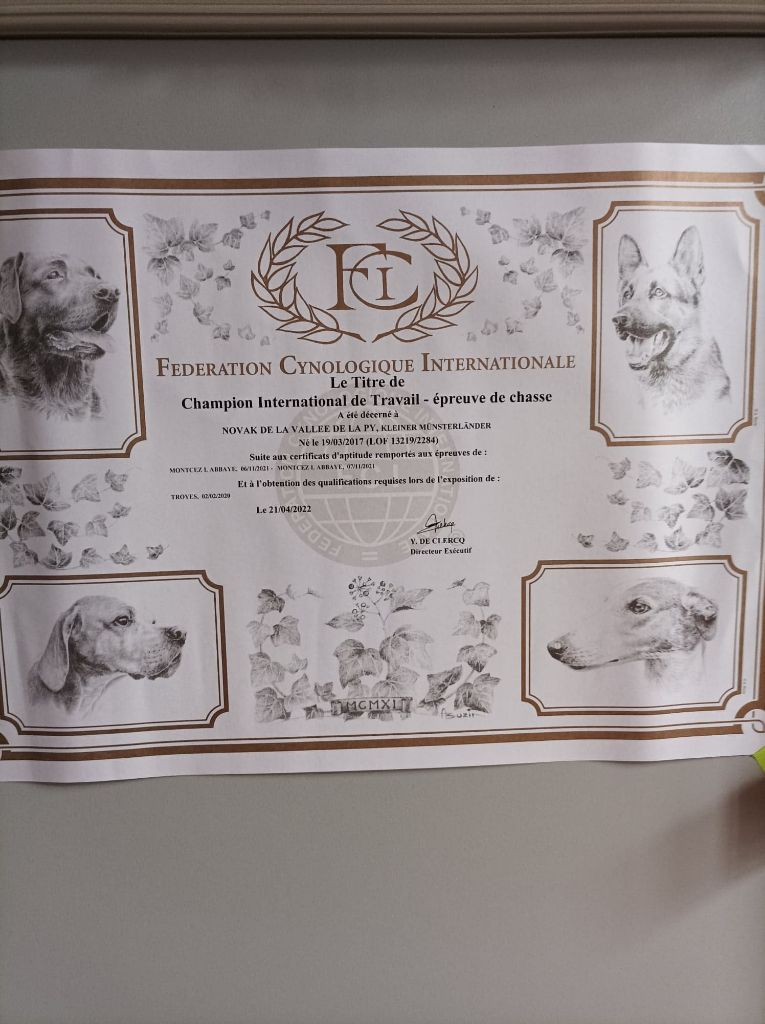 FCI
FEDERATION CYNOLOGIQUE INTERNATIONALE
Le Titre de
Champion International de Travail - épreuve de chasse
A été décerné à
NOVAK DE LA VALLEE DE LA PY, KLEINER MÜNSTERLÄNDER
Né le 19/03/2017 (LOF 13219/2284)
Suite aux certificats d'aptitude remportés aux épreuves de :
MONTCEZ L ABBAYE, 06/11/2021 - MONTCEZ L ABBAYE, 07/11/2021
Et à l'obtention des qualifications requises lors de l'exposition de :
TROYES, 02/02/2020
Le 21/04/2022
Y. DE CLERCQ
Directeur Exécutif
MCMXI